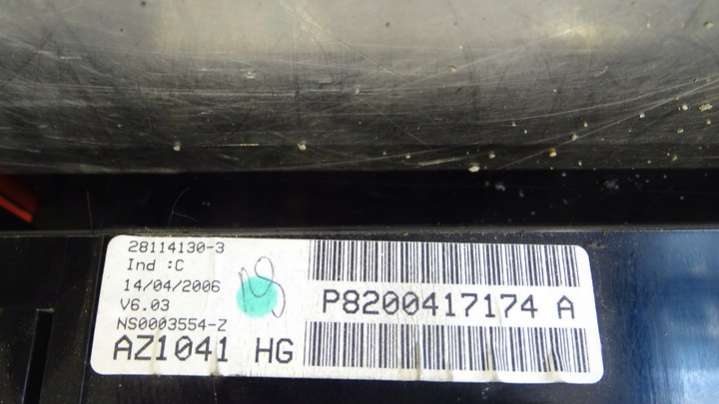 28114130-3
Ind :C
14/04/2006
V6.03
NS0003554-Z
AZ1041 HG
P8200417174 A